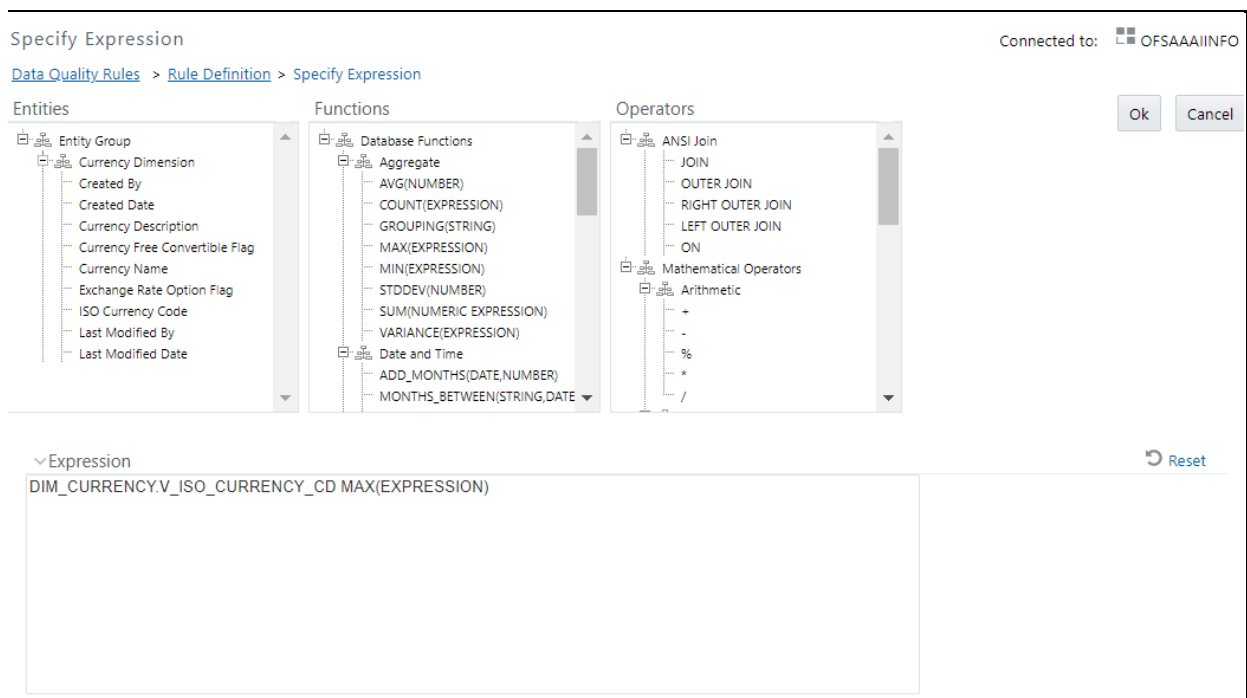 Specify Expression
Connected to: OFSAAAIINFO
Data Quality Rules > Rule Definition > Specify Expression
Entities
Entity Group
Currency Dimension
Created By
Created Date
Currency Description
Currency Free Convertible Flag
Currency Name
Exchange Rate Option Flag
ISO Currency Code
Last Modified By
Last Modified Date
Functions
Database Functions
Aggregate
AVG(NUMBER)
COUNT(EXPRESSION)
GROUPING(STRING)
MAX(EXPRESSION)
MIN(EXPRESSION)
STDDEV(NUMBER)
SUM(NUMERIC EXPRESSION)
VARIANCE(EXPRESSION)
Date and Time
ADD_MONTHS(DATE,NUMBER)
MONTHS_BETWEEN(STRING,DATE
Operators
ANSI Join
JOIN
OUTER JOIN
RIGHT OUTER JOIN
LEFT OUTER JOIN
ON
Mathematical Operators
Arithmetic
+
-
%
*
/
Ok
Cancel
Expression
Reset
DIM_CURRENCY.V_ISO_CURRENCY_CD MAX(EXPRESSION)